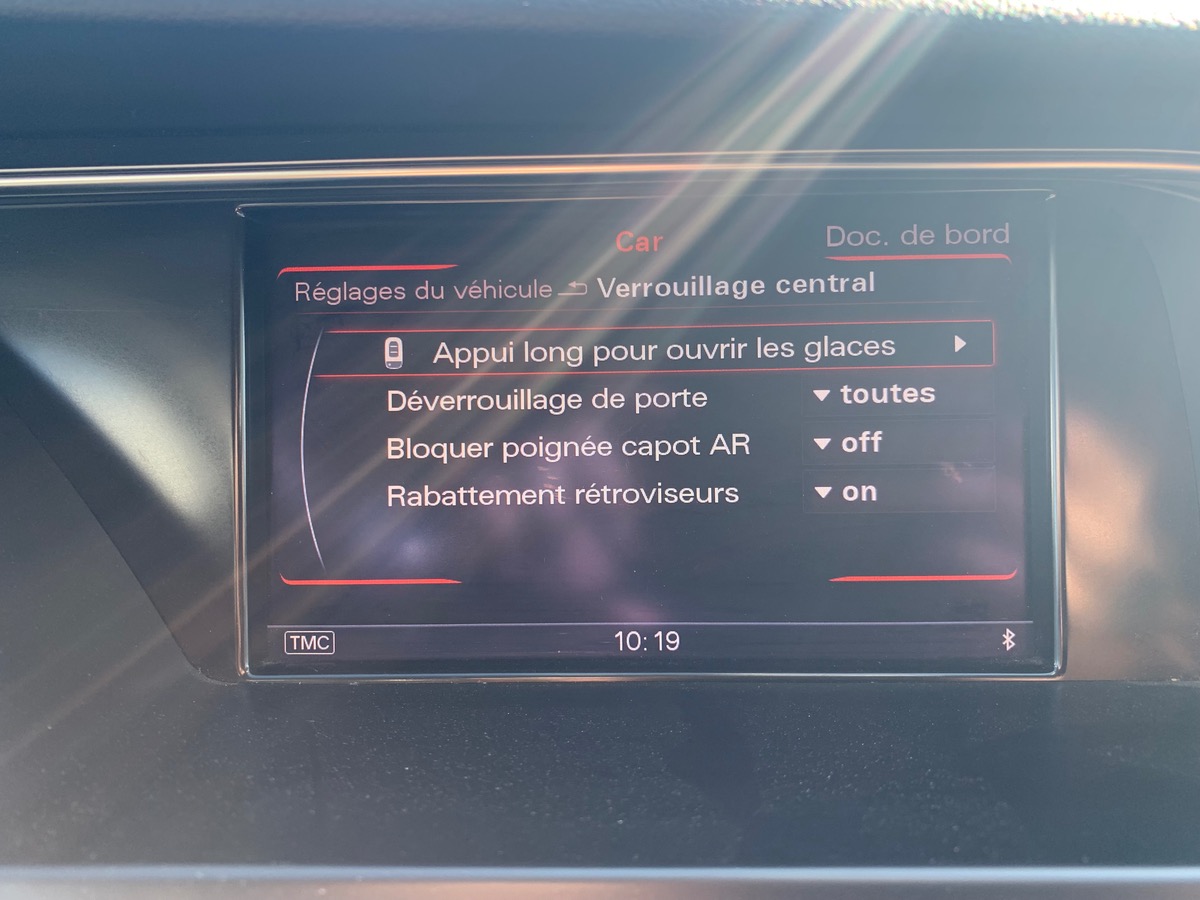 Car
Doc. de bord
Réglages du véhicule Verrouillage central
Appui long pour ouvrir les glaces
Déverrouillage de porte toutes
Bloquer poignée capot AR off
Rabattement rétroviseurs on
TMC 10:19